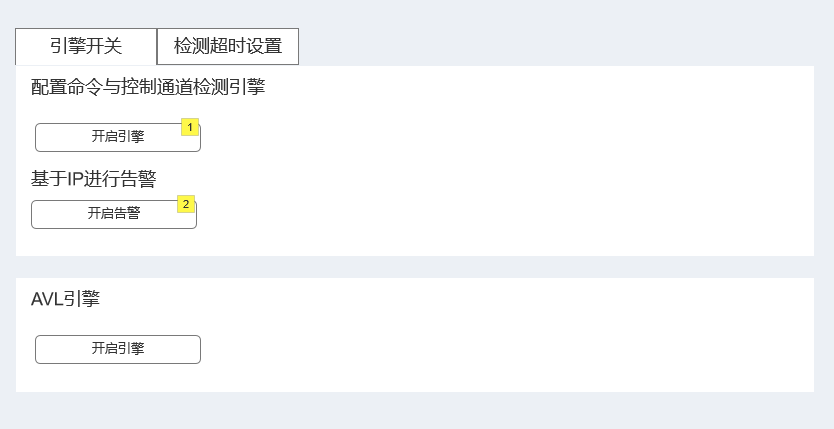 引擎开关 检测超时设置
配置命令与控制通道检测引擎
开启引擎 1
基于IP进行告警
开启告警 2
AVL引擎
开启引擎